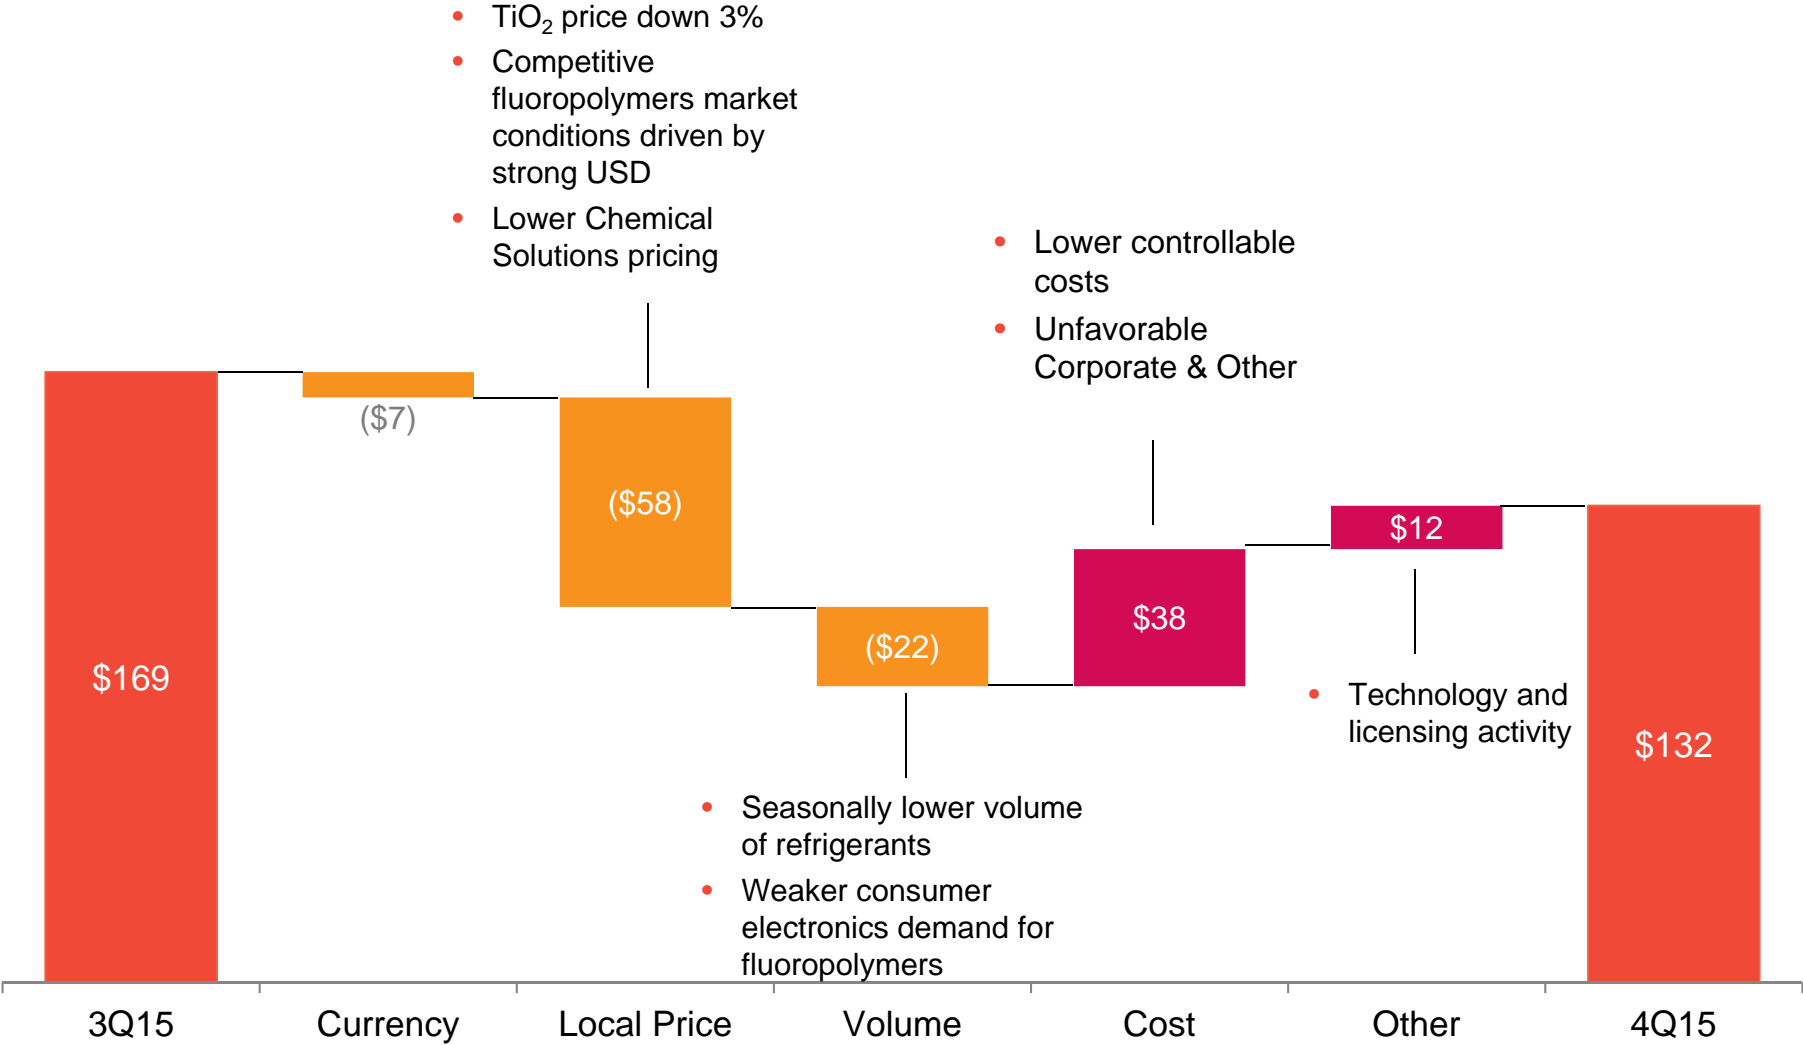 • TiO₂ price down 3%
• Competitive
fluoropolymers market
conditions driven by
strong USD
• Lower Chemical
Solutions pricing
• Lower controllable
costs
• Unfavorable
Corporate & Other
($7)
($58)
$12
$38
($22)
$169
• Technology and
licensing activity
$132
• Seasonally lower volume
of refrigerants
• Weaker consumer
electronics demand for
fluoropolymers
3Q15 Currency Local Price Volume Cost Other 4Q15